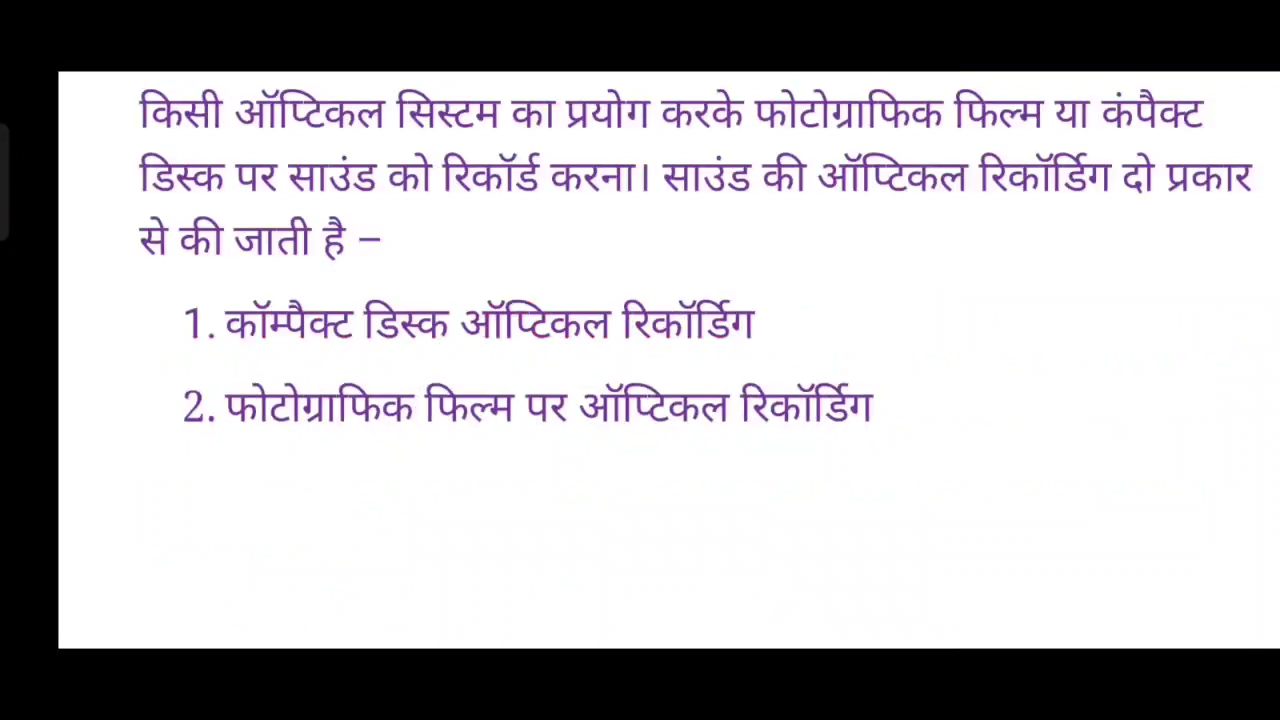 किसी ऑप्टिकल सिस्टम का प्रयोग करके फोटोग्राफिक फिल्म या कंपैक्ट
डिस्क पर साउंड को रिकॉर्ड करना। साउंड की ऑप्टिकल रिकॉर्डिग दो प्रकार
से की जाती है –
1. कॉम्पैक्ट डिस्क ऑप्टिकल रिकॉर्डिग
2. फोटोग्राफिक फिल्म पर ऑप्टिकल रिकॉर्डिग